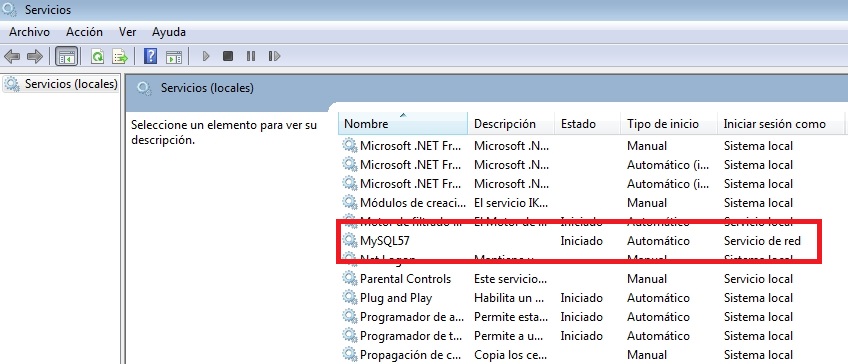 Servicios
Archivo Acción Ver Ayuda
Servicios (locales)
Servicios (locales)
Seleccione un elemento para ver su
descripción.
Nombre Descripción Estado Tipo de inicio Iniciar sesión como
Microsoft .NET Fr... Microsoft .N... Manual Sistema local
Microsoft .NET Fr... Microsoft .N... Automático (i... Sistema local
Microsoft .NET Fr... Microsoft .N... Automático (i... Sistema local
Módulos de creaci... El servicio IK... Manual Sistema local
Motor de filtrado ... El Motor de ... Iniciado Automático Servicio local
MySQL57 Iniciado Automático Servicio de red
Net Logon Mantiene u... Manual Sistema local
Parental Controls Este servicio... Manual Servicio local
Plug and Play Habilita un ... Iniciado Automático Sistema local
Programador de a... Permite esta... Iniciado Automático Sistema local
Programador de t... Permite a u... Iniciado Automático Sistema local
Propagación de c... Copia los ce... Manual Sistema local